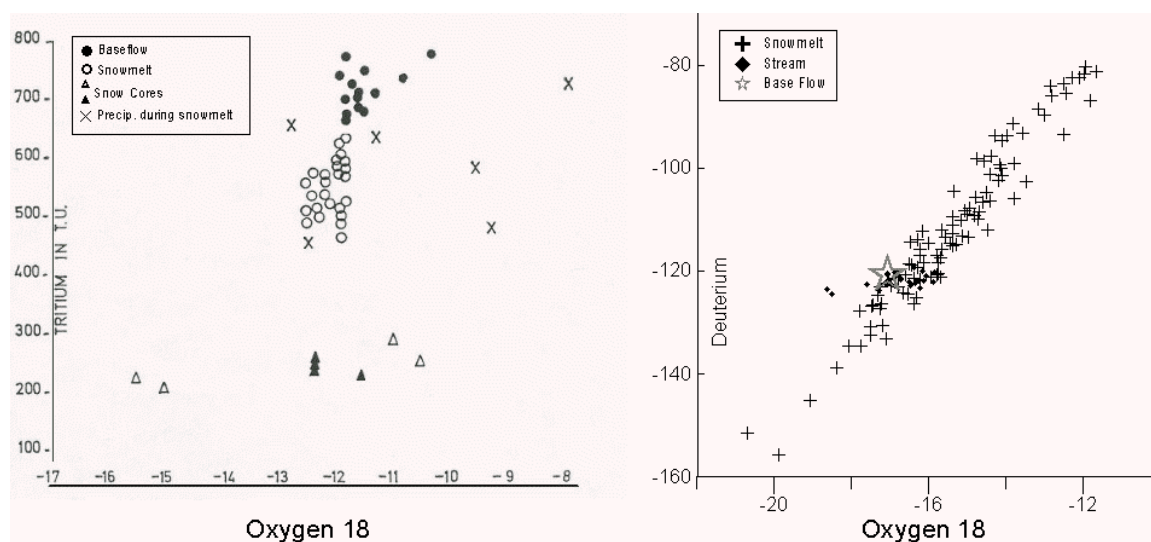 800
700
600
500
400
300
200
100
TRITIUM IN T.U.
Baseflow
Snowmelt
Snow Cores
Precip. during snowmelt
-17
-16
-15
-14
-13
-12
-11
-10
-9
-8
Oxygen 18
-80
-100
-120
-140
-160
Deuterium
Snowmelt
Stream
Base Flow
-20
-16
-12
Oxygen 18